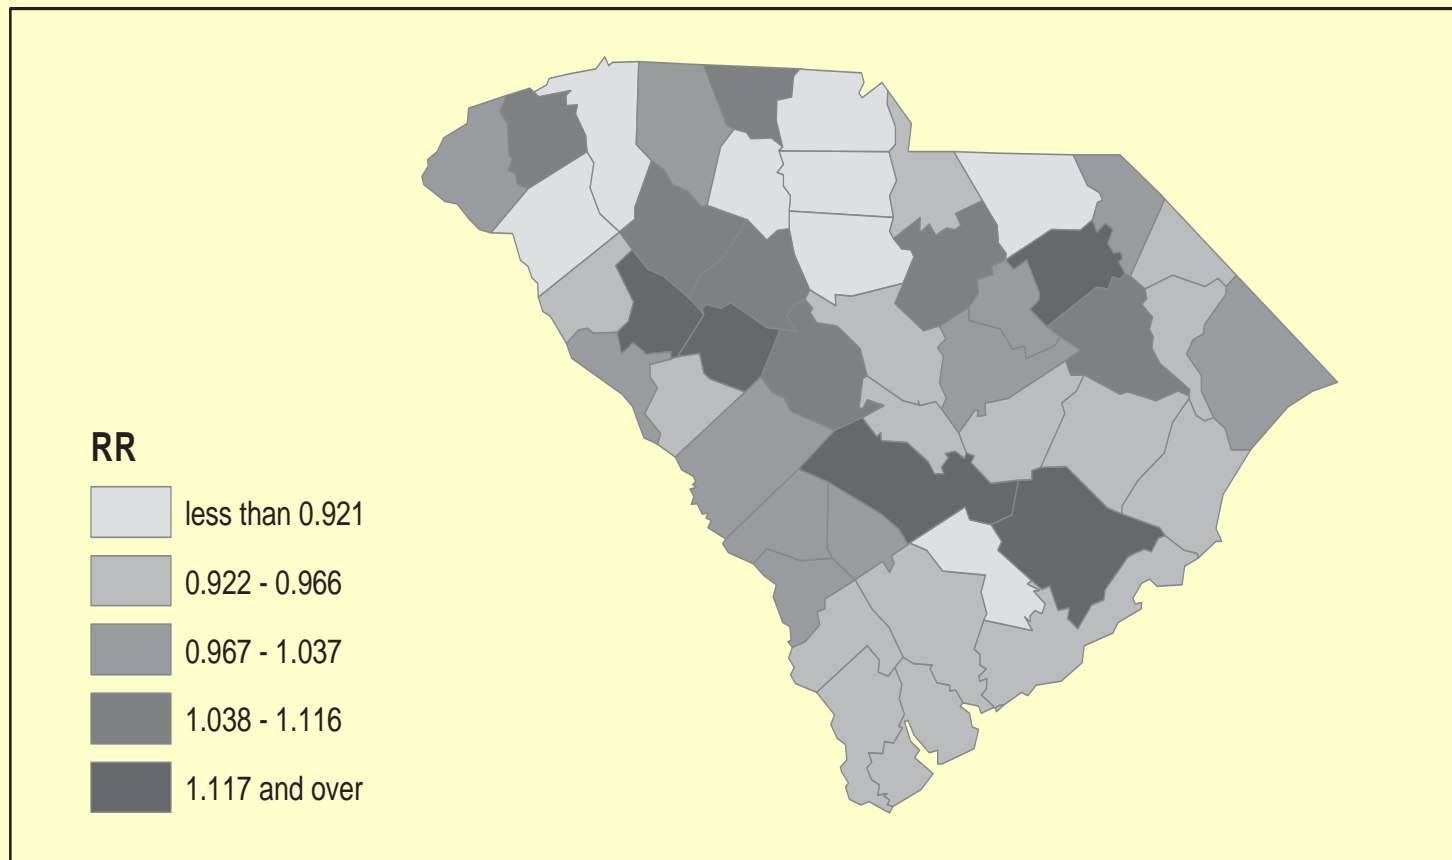 RR
less than 0.921
0.922 - 0.966
0.967 - 1.037
1.038 - 1.116
1.117 and over